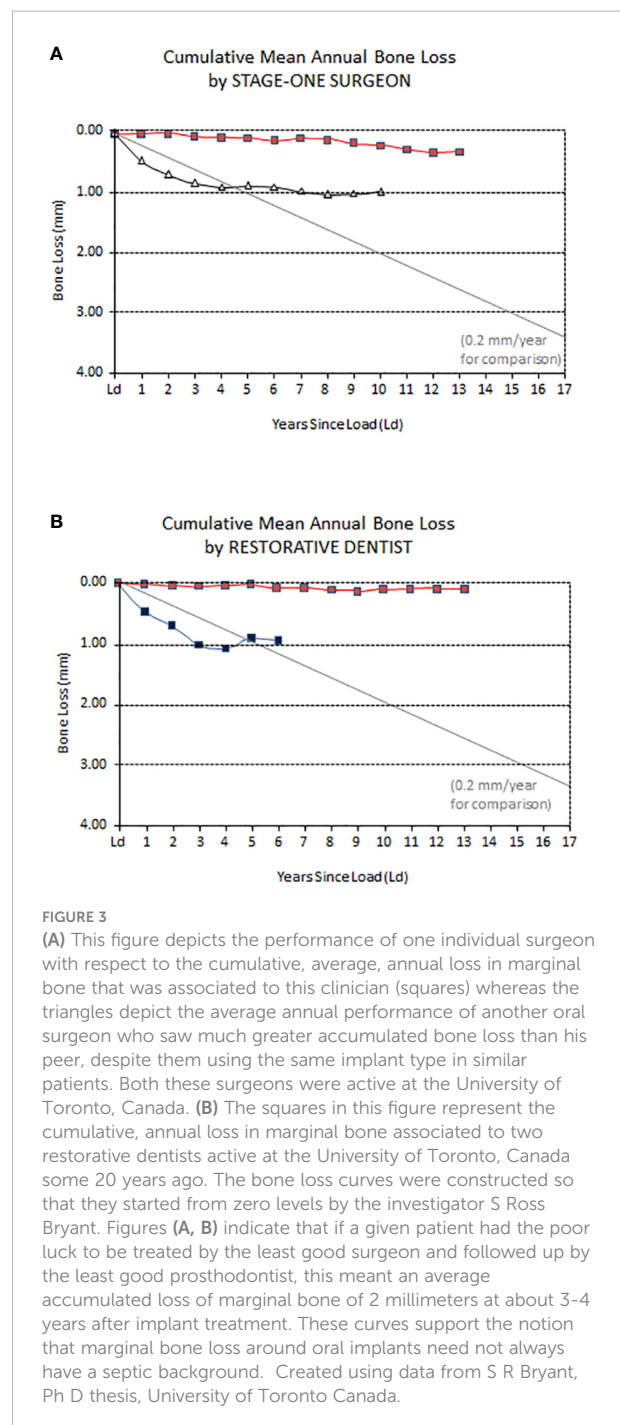 A
Cumulative Mean Annual Bone Loss
by STAGE-ONE SURGEON
0.00
1.00
2.00
3.00
4.00
Bone Loss (mm)
(0.2 mm/year
for comparison)
Ld 1 2 3 4 5 6 7 8 9 10 11 12 13 14 15 16 17
Years Since Load (Ld)
B
Cumulative Mean Annual Bone Loss
by RESTORATIVE DENTIST
0.00
1.00
2.00
3.00
4.00
Bone Loss (mm)
(0.2 mm/year
for comparison)
Ld 1 2 3 4 5 6 7 8 9 10 11 12 13 14 15 16 17
Years Since Load (Ld)
FIGURE 3
(A) This figure depicts the performance of one individual surgeon
with respect to the cumulative, average, annual loss in marginal
bone that was associated to this clinician (squares) whereas the
triangles depict the average annual performance of another oral
surgeon who saw much greater accumulated bone loss than his
peer, despite them using the same implant type in similar
patients. Both these surgeons were active at the University of
Toronto, Canada. (B) The squares in this figure represent the
cumulative, annual loss in marginal bone associated to two
restorative dentists active at the University of Toronto, Canada
some 20 years ago. The bone loss curves were constructed so
that they started from zero levels by the investigator S Ross
Bryant. Figures (A, B) indicate that if a given patient had the poor
luck to be treated by the least good surgeon and followed up by
the least good prosthodontist, this meant an average
accumulated loss of marginal bone of 2 millimeters at about 3-4
years after implant treatment. These curves support the notion
that marginal bone loss around oral implants need not always
have a septic background. Created using data from S R Bryant,
Ph D thesis, University of Toronto Canada.